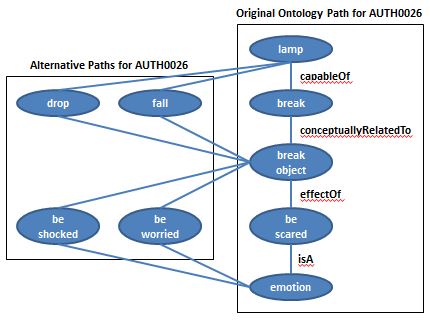 Original Ontology Path for AUTH0026
lamp
capableOf
break
conceptuallyRelatedTo
break
object
effectOf
be
scared
isA
emotion
Alternative Paths for AUTH0026
drop
fall
be
shocked
be
worried